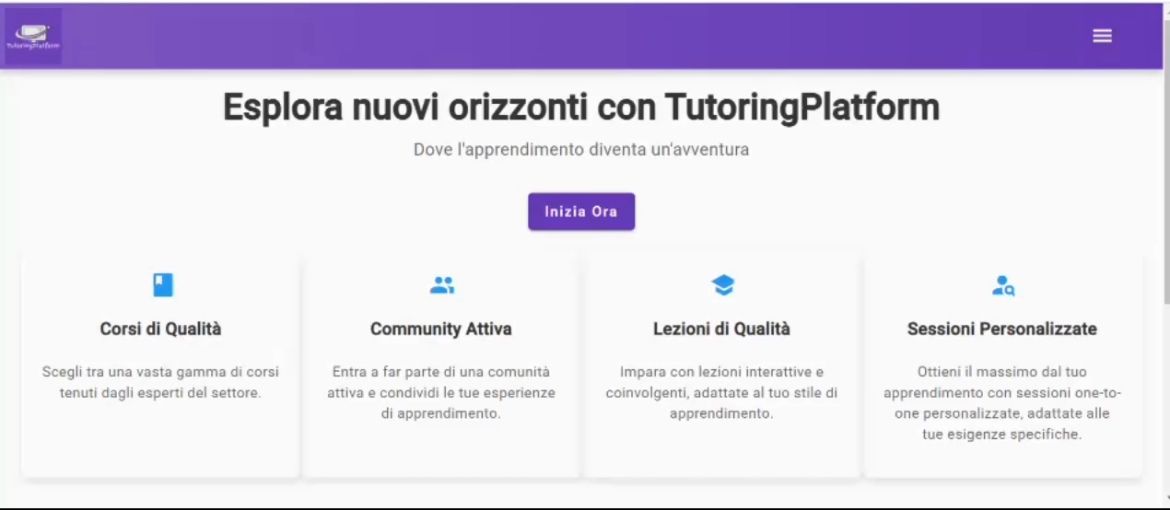 TutoringPlatform
Esplora nuovi orizzonti con TutoringPlatform
Dove l'apprendimento diventa un'avventura
Inizia Ora
Corsi di Qualità
Scegli tra una vasta gamma di corsi
tenuti dagli esperti del settore.
Community Attiva
Entra a far parte di una comunità
attiva e condividi le tue esperienze
di apprendimento.
Lezioni di Qualità
Impara con lezioni interattive e
coinvolgenti, adattate al tuo stile di
apprendimento.
Sessioni Personalizzate
Ottieni il massimo dal tuo
apprendimento con sessioni one-to-
one personalizzate, adattate alle
tue esigenze specifiche.